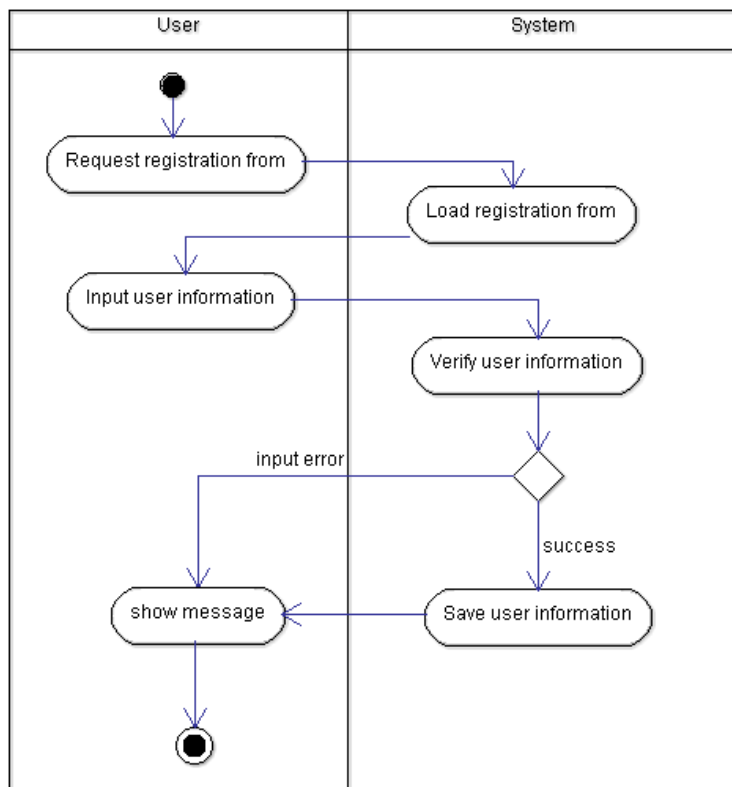 User
System
Request registration from
Load registration from
Input user information
Verify user information
input error
success
show message
Save user information